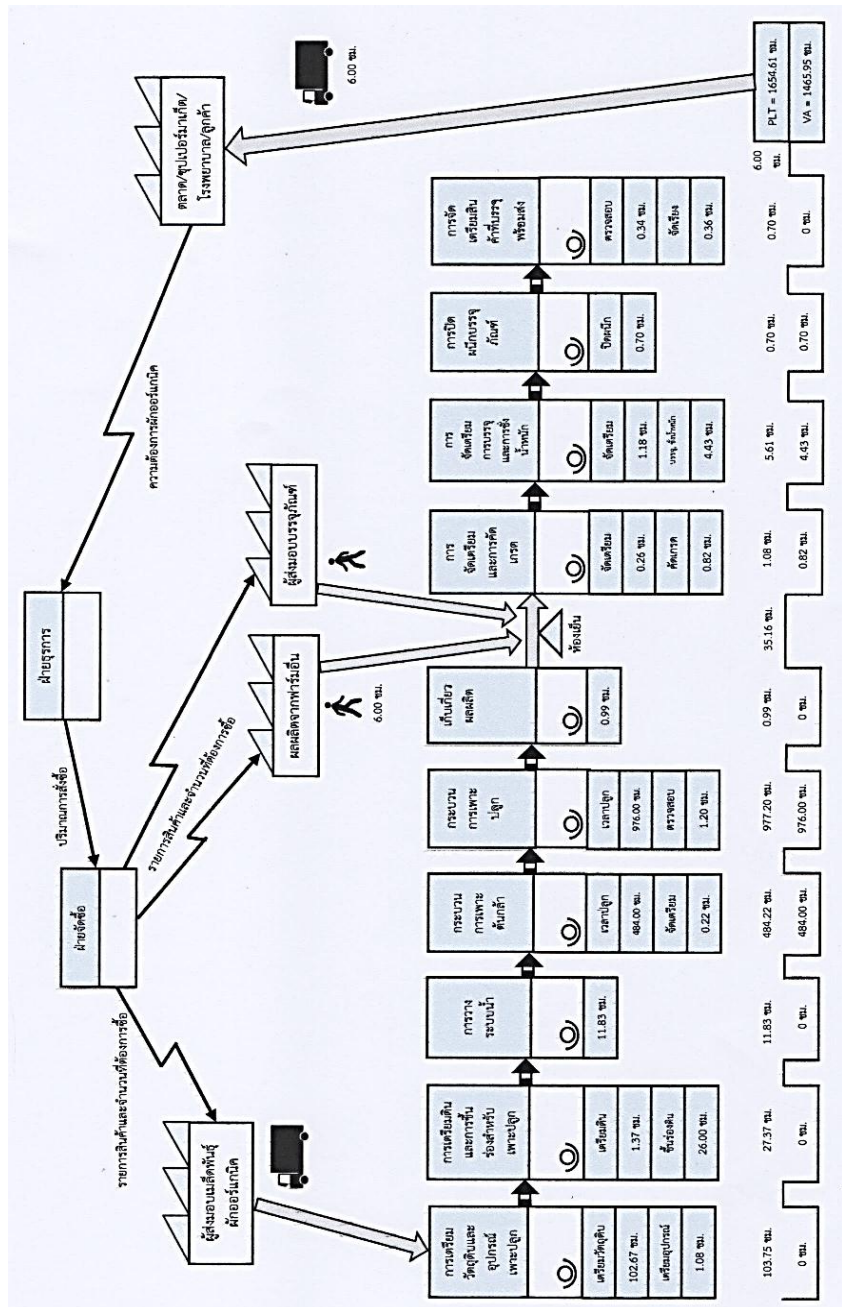 ตลาด/ซุปเปอร์มาเก็ต/
โรงพยาบาล/ลูกค้า
6.00 ชม.
ความต้องการผักออร์แกนิค
ฝ่ายธุรการ
ปริมาณการสั่งซื้อ
ฝ่ายจัดซื้อ
รายการสินค้าและจำนวนที่ต้องการซื้อ
รายการสินค้าและจำนวนที่ต้องการซื้อ
ผู้ส่งมอบเมล็ดพันธุ์
ผักออร์แกนิค
ผลผลิตจากฟาร์มอื่น
6.00 ชม.
ผู้ส่งมอบบรรจุภัณฑ์
ห้องเย็น
การเตรียม
วัตถุดิบและ
อุปกรณ์
เพาะปลูก
เตรียมวัตถุดิบ
102.67 ชม.
เตรียมอุปกรณ์
1.08 ชม.
การเตรียมดิน
และการขึ้น
ร่องสำหรับ
เพาะปลูก
เตรียมดิน
1.37 ชม.
ขึ้นร่องดิน
26.00 ชม.
การวาง
ระบบน้ำ
11.83 ชม.
กระบวน
การเพาะ
ต้นกล้า
เวลาปลูก
484.00 ชม.
จัดเตรียม
0.22 ชม.
กระบวน
การเพาะ
ปลูก
เวลาปลูก
976.00 ชม.
ตรวจสอบ
1.20 ชม.
เก็บเกี่ยว
ผลผลิต
0.99 ชม.
การ
จัดเตรียม
และการคัด
เกรด
จัดเตรียม
0.26 ชม.
คัดเกรด
0.82 ชม.
การ
จัดเตรียม
การบรรจุ
และการชั่ง
น้ำหนัก
จัดเตรียม
1.18 ชม.
บรรจุ, ชั่งน้ำหนัก
4.43 ชม.
การปิด
ผนึกบรรจุ
ภัณฑ์
ปิดผนึก
0.70 ชม.
การจัด
เตรียมสิน
ค้าที่บรรจุ
พร้อมส่ง
ตรวจสอบ
0.34 ชม.
จัดเรียง
0.36 ชม.
103.75 ชม.
0 ชม.
27.37 ชม.
0 ชม.
11.83 ชม.
0 ชม.
484.22 ชม.
484.00 ชม.
977.20 ชม.
976.00 ชม.
0.99 ชม.
0 ชม.
35.16 ชม.
1.08 ชม.
0.82 ชม.
5.61 ชม.
4.43 ชม.
0.70 ชม.
0.70 ชม.
0.70 ชม.
0 ชม.
6.00
ชม.
PLT = 1654.61 ชม.
VA = 1465.95 ชม.